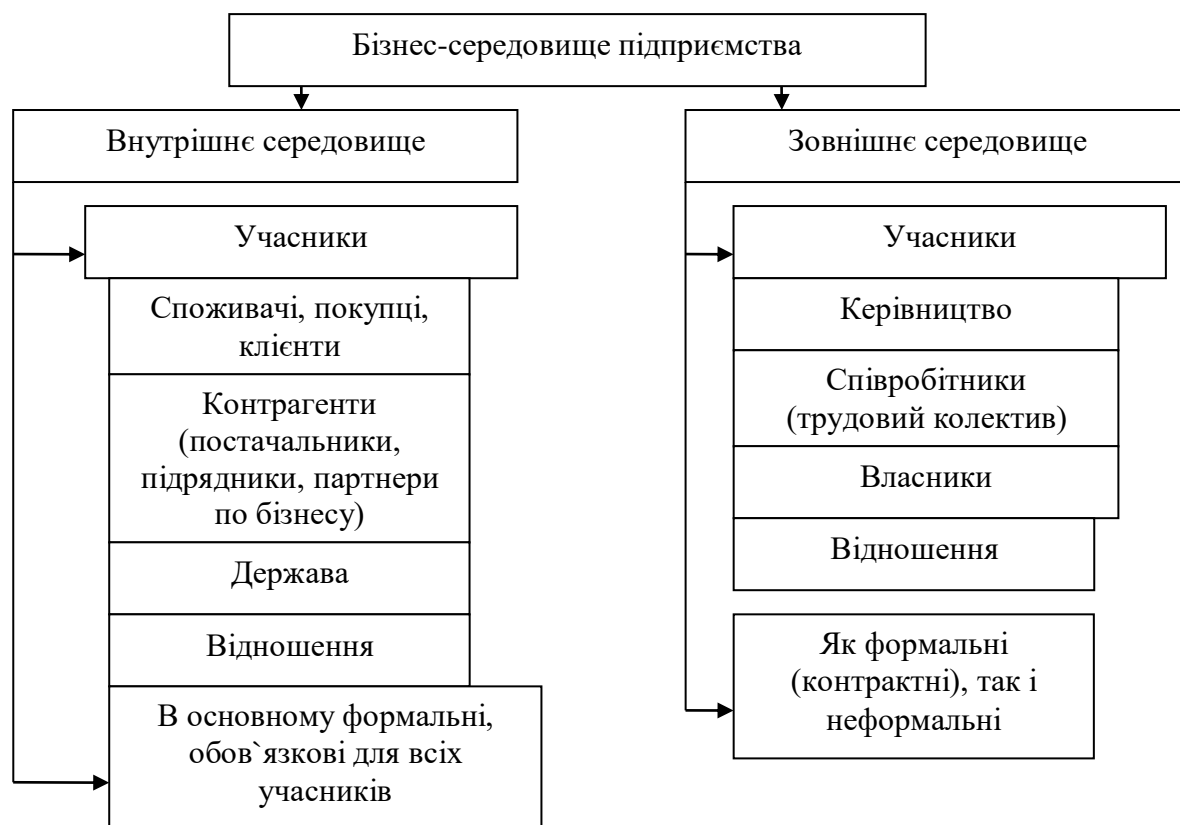 Бізнес-середовище підприємства
Внутрішнє середовище
Учасники
Споживачі, покупці,
клієнти
Контрагенти
(постачальники,
підрядники, партнери
по бізнесу)
Держава
Відношення
В основному формальні,
обов`язкові для всіх
учасників
Зовнішнє середовище
Учасники
Керівництво
Співробітники
(трудовий колектив)
Власники
Відношення
Як формальні
(контрактні), так і
неформальні